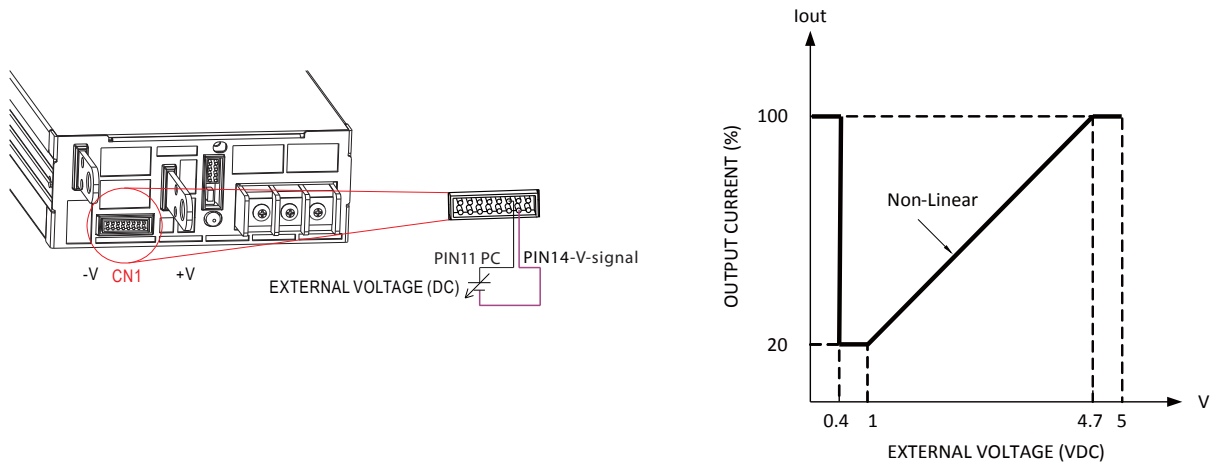 -V
CN1
+V
PIN11 PC
PIN14-V-signal
EXTERNAL VOLTAGE (DC)
Iout
OUTPUT CURRENT (%)
100
20
Non-Linear
0.4
1
4.7
5
V
EXTERNAL VOLTAGE (VDC)